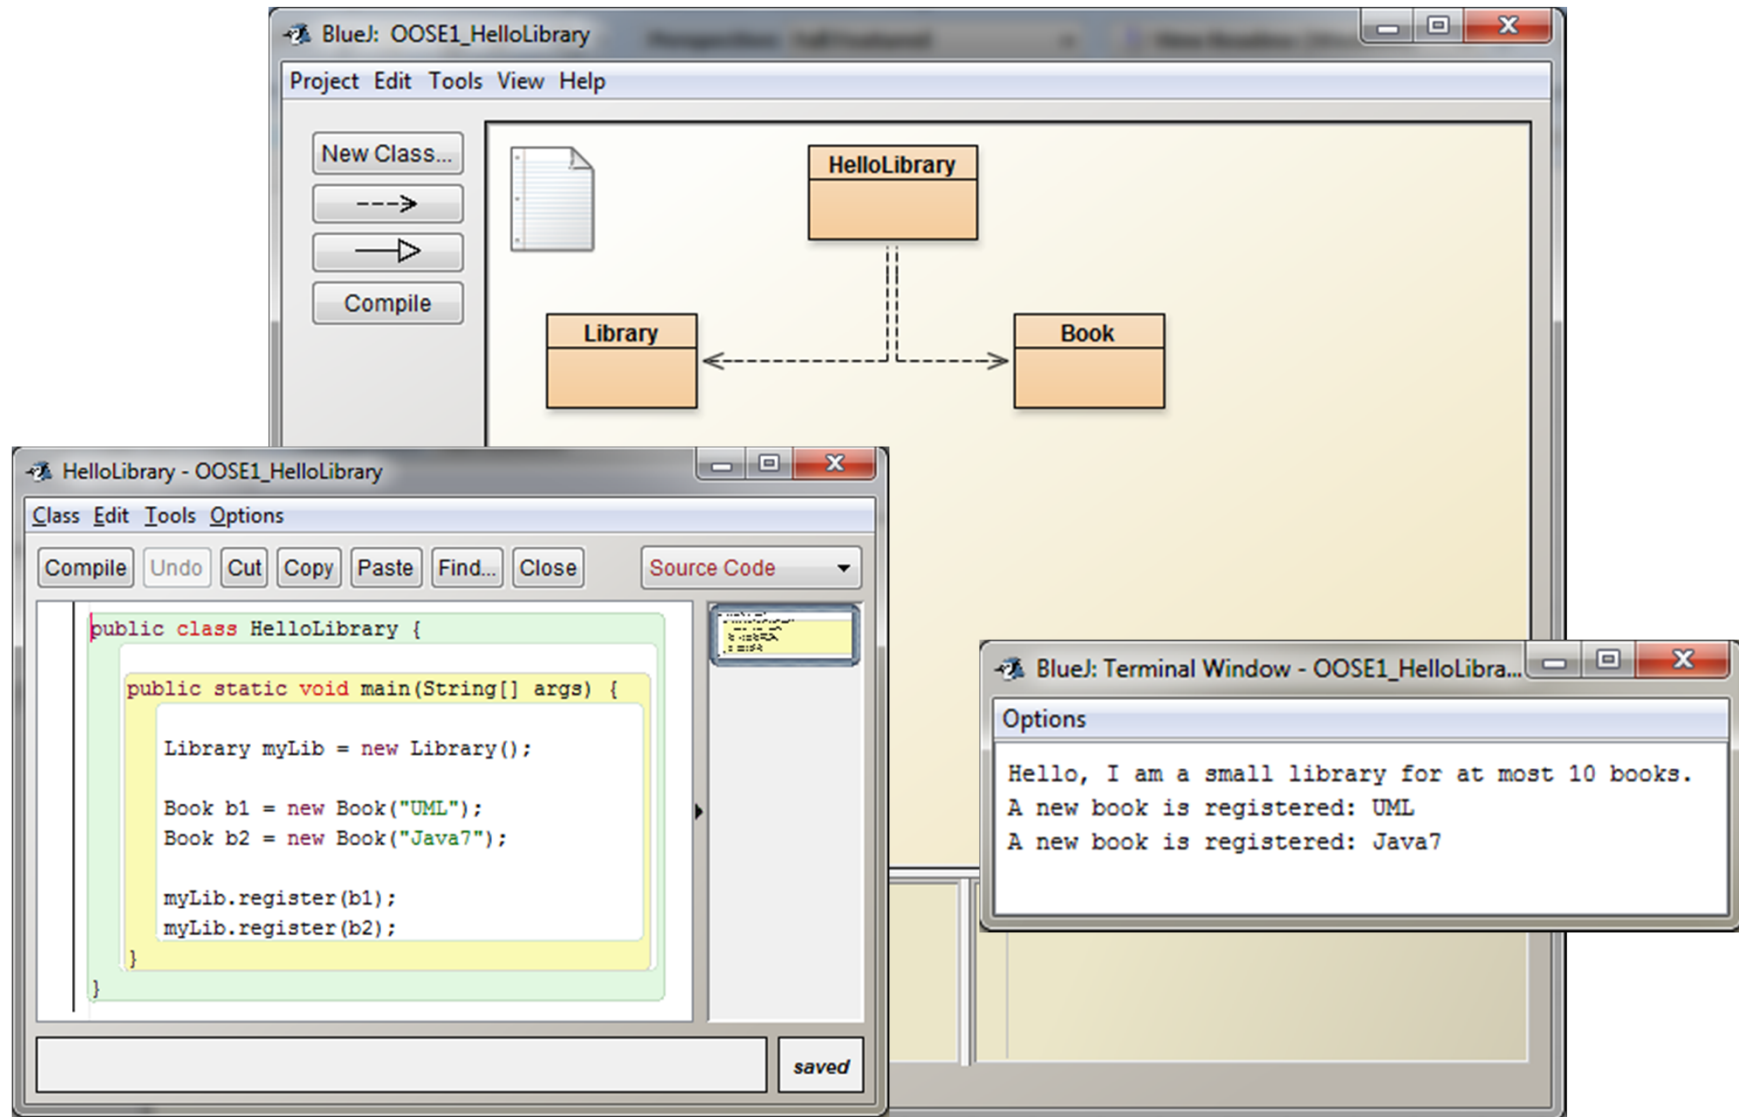 BlueJ: OOSE1_HelloLibrary
Project Edit Tools View Help
New Class...
Compile
HelloLibrary
Library
Book
HelloLibrary - OOSE1_HelloLibrary
Class Edit Tools Options
Compile Undo Cut Copy Paste Find... Close Source Code
public class HelloLibrary {
public static void main(String[] args) {
Library myLib = new Library();
Book b1 = new Book("UML");
Book b2 = new Book("Java7");
myLib.register(b1);
myLib.register(b2);
}
}
saved
BlueJ: Terminal Window - OOSE1_HelloLibra...
Options
Hello, I am a small library for at most 10 books.
A new book is registered: UML
A new book is registered: Java7